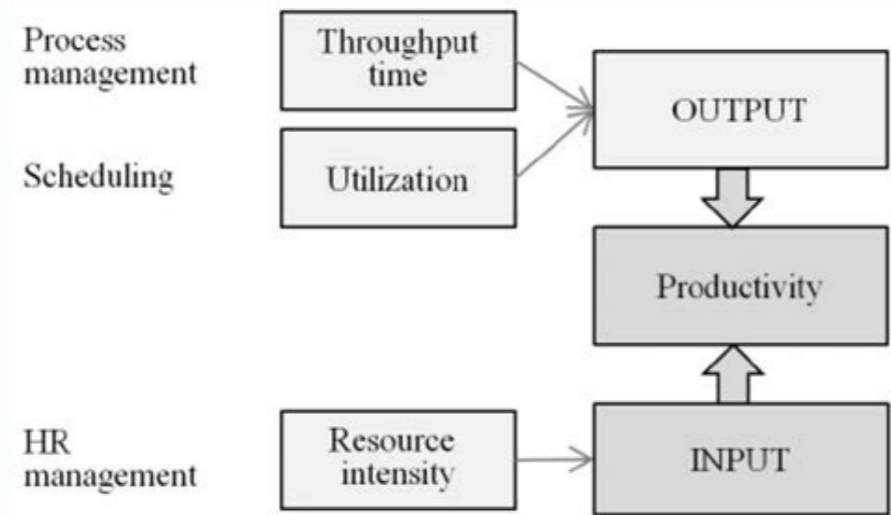 Process
management
Throughput
time
OUTPUT
Scheduling
Utilization
Productivity
HR
management
Resource
intensity
INPUT